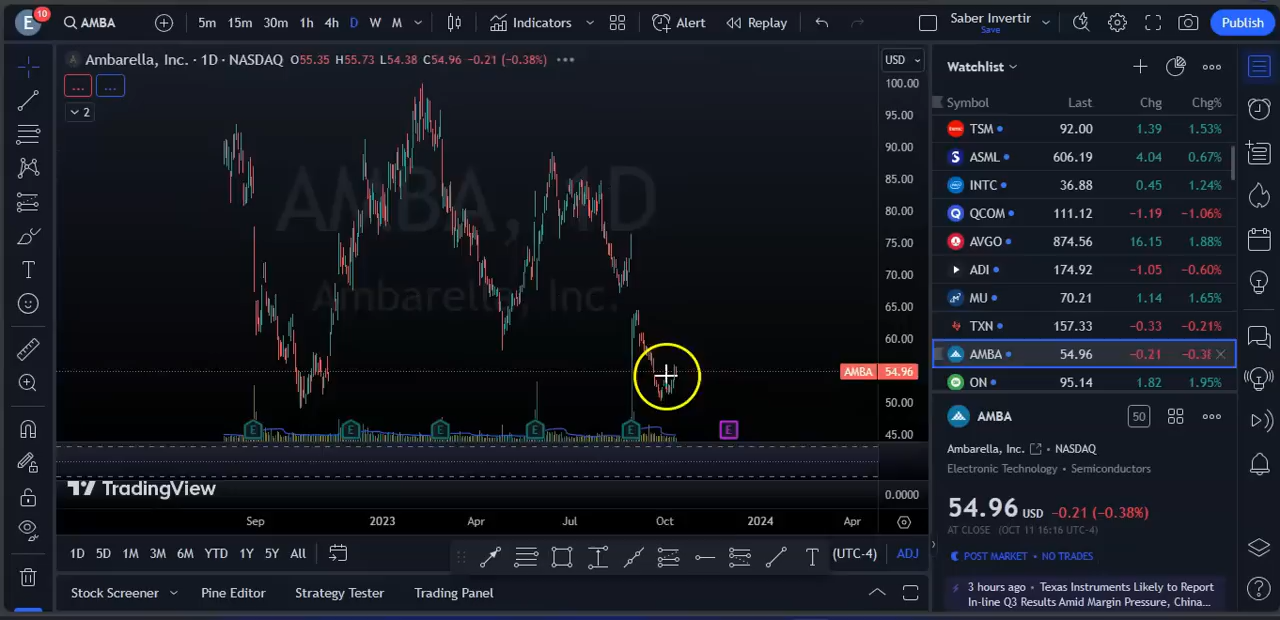 E 10 AMBA 5m 15m 30m 1h 4h D W M Indicators Alert Replay Saber Invertir Save Publish
Ambarella, Inc. · 1D · NASDAQ O55.35 H55.73 L54.38 C54.96 −0.21 (−0.38%)
USD
... ...
2
AMBA, 1D
Ambarella, Inc.
100.00
95.00
90.00
85.00
80.00
75.00
70.00
65.00
60.00
AMBA 54.96
50.00
45.00
0.0000
E E E E E E
TradingView
Sep 2023 Apr Jul Oct 2024 Apr
1D 5D 1M 3M 6M YTD 1Y 5Y All (UTC-4) ADJ
Stock Screener Pine Editor Strategy Tester Trading Panel
Watchlist
Symbol Last Chg Chg%
TSM 92.00 1.39 1.53%
ASML 606.19 4.04 0.67%
INTC 36.88 0.45 1.24%
QCOM 111.12 −1.19 −1.06%
AVGO 874.56 16.15 1.88%
ADI 174.92 −1.05 −0.60%
MU 70.21 1.14 1.65%
TXN 157.33 −0.33 −0.21%
AMBA 54.96 −0.21 −0.38
ON 95.14 1.82 1.95%
AMBA 50
Ambarella, Inc. • NASDAQ
Electronic Technology • Semiconductors
54.96 USD −0.21 (−0.38%)
AT CLOSE (OCT 11 16:16 UTC-4)
POST MARKET • NO TRADES
3 hours ago • Texas Instruments Likely to Report
In-line Q3 Results Amid Margin Pressure, China...